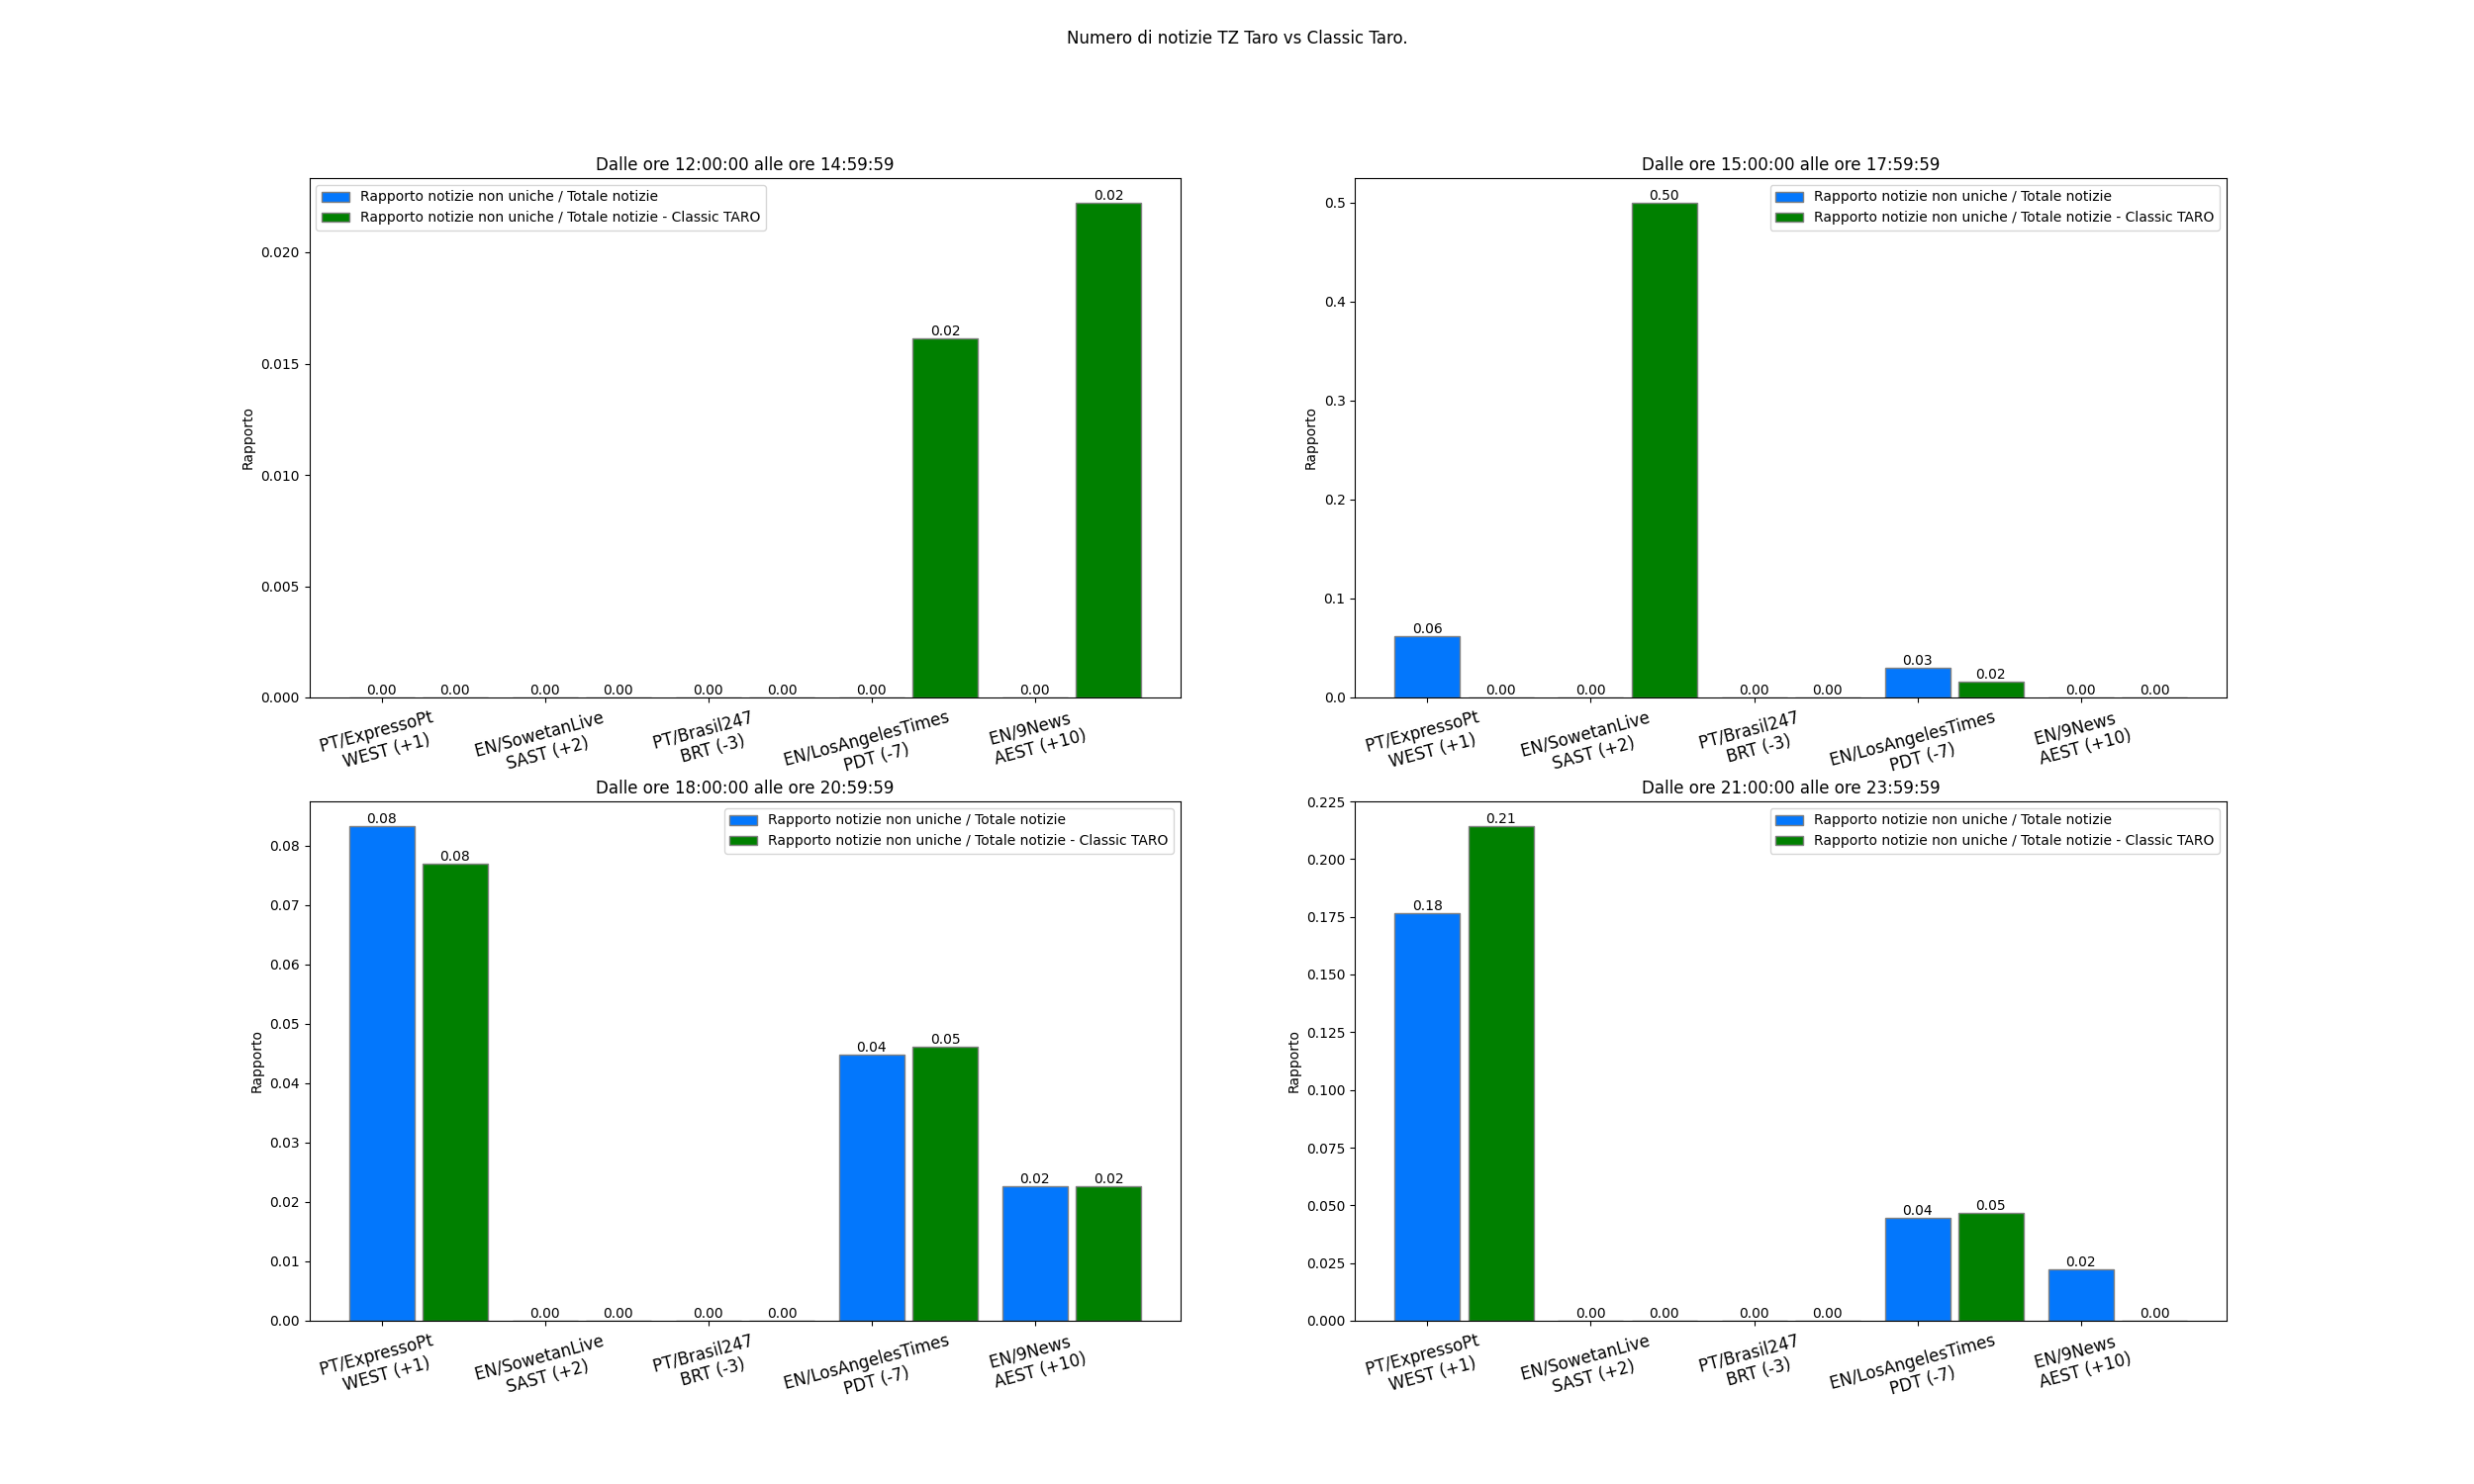 Numero di notizie TZ Taro vs Classic Taro.
Dalle ore 12:00:00 alle ore 14:59:59
Rapporto notizie non uniche / Totale notizie
Rapporto notizie non uniche / Totale notizie - Classic TARO
Rapporto
0.020
0.015
0.010
0.005
0.000
0.00
0.00
0.00
0.00
0.00
0.00
0.00
0.02
0.00
0.02
PT/ExpressoPt
WEST (+1)
EN/SowetanLive
SAST (+2)
PT/Brasil247
BRT (-3)
EN/LosAngelesTimes
PDT (-7)
EN/9News
AEST (+10)
Dalle ore 15:00:00 alle ore 17:59:59
Rapporto notizie non uniche / Totale notizie
Rapporto notizie non uniche / Totale notizie - Classic TARO
Rapporto
0.5
0.4
0.3
0.2
0.1
0.0
0.06
0.00
0.00
0.50
0.00
0.00
0.03
0.02
0.00
0.00
PT/ExpressoPt
WEST (+1)
EN/SowetanLive
SAST (+2)
PT/Brasil247
BRT (-3)
EN/LosAngelesTimes
PDT (-7)
EN/9News
AEST (+10)
Dalle ore 18:00:00 alle ore 20:59:59
Rapporto notizie non uniche / Totale notizie
Rapporto notizie non uniche / Totale notizie - Classic TARO
Rapporto
0.08
0.07
0.06
0.05
0.04
0.03
0.02
0.01
0.00
0.08
0.08
0.00
0.00
0.00
0.00
0.04
0.05
0.02
0.02
PT/ExpressoPt
WEST (+1)
EN/SowetanLive
SAST (+2)
PT/Brasil247
BRT (-3)
EN/LosAngelesTimes
PDT (-7)
EN/9News
AEST (+10)
Dalle ore 21:00:00 alle ore 23:59:59
Rapporto notizie non uniche / Totale notizie
Rapporto notizie non uniche / Totale notizie - Classic TARO
Rapporto
0.225
0.200
0.175
0.150
0.125
0.100
0.075
0.050
0.025
0.000
0.18
0.21
0.00
0.00
0.00
0.00
0.04
0.05
0.02
0.00
PT/ExpressoPt
WEST (+1)
EN/SowetanLive
SAST (+2)
PT/Brasil247
BRT (-3)
EN/LosAngelesTimes
PDT (-7)
EN/9News
AEST (+10)